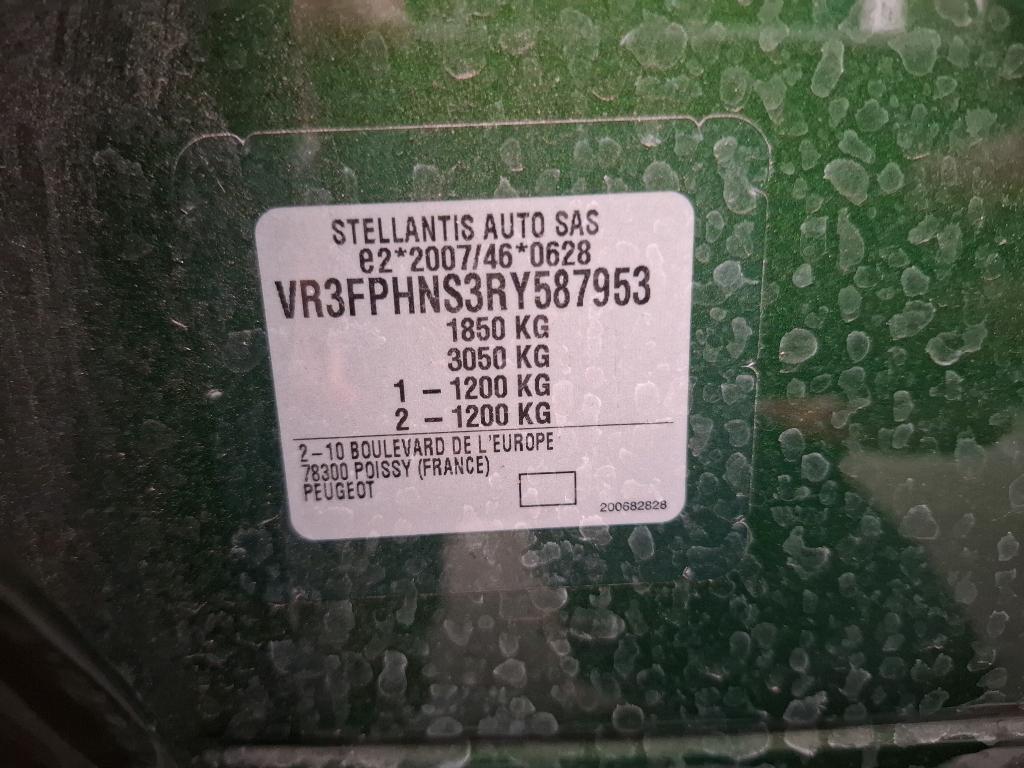 STELLANTIS AUTO SAS
e2*2007/46*0628
VR3FPHNS3RY587953
1850 KG
3050 KG
1 – 1200 KG
2 – 1200 KG
2–10 BOULEVARD DE L'EUROPE
78300 POISSY (FRANCE)
PEUGEOT
200682828